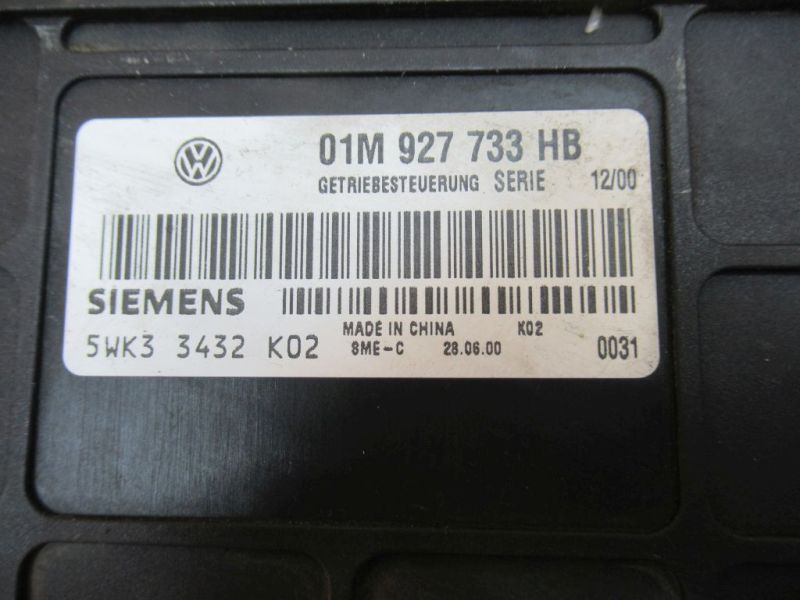 01M 927 733 HB
GETRIEBESTEUERUNG SERIE 12/00
SIEMENS
MADE IN CHINA K02
5WK3 3432 K02 SME-C 28.06.00 0031